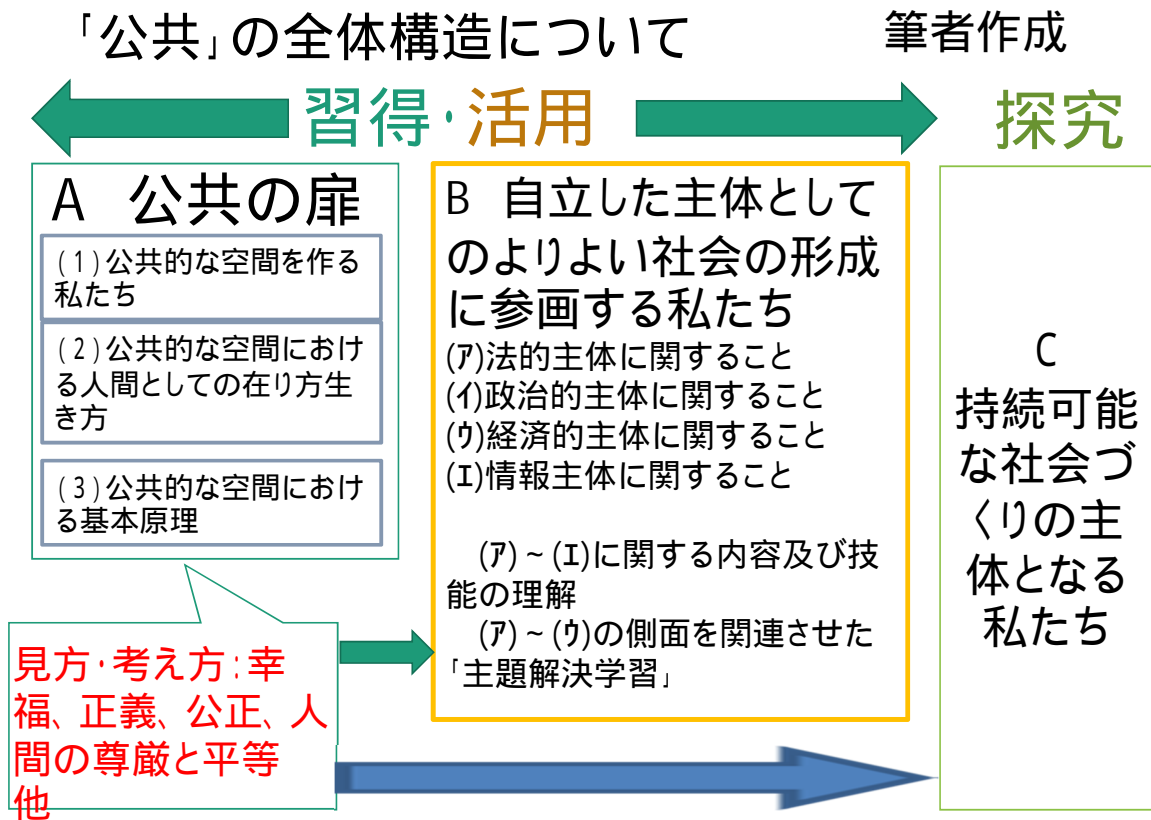 「公共」の全体構造について
筆者作成
習得・活用
探究
A 公共の扉
(1)公共的な空間を作る
私たち
(2)公共的な空間におけ
る人間としての在り方生
き方
(3)公共的な空間におけ
る基本原理
見方・考え方：幸
福、正義、公正、人
間の尊厳と平等
他
B 自立した主体として
のよりよい社会の形成
に参画する私たち
(ア)法的主体に関すること
(イ)政治的主体に関すること
(ウ)経済的主体に関すること
(エ)情報主体に関すること
(ア)~(エ)に関する内容及び技
能の理解
(ア)~(ウ)の側面を関連させた
「主題解決学習」
C
持続可能
な社会づ
くりの主
体となる
私たち